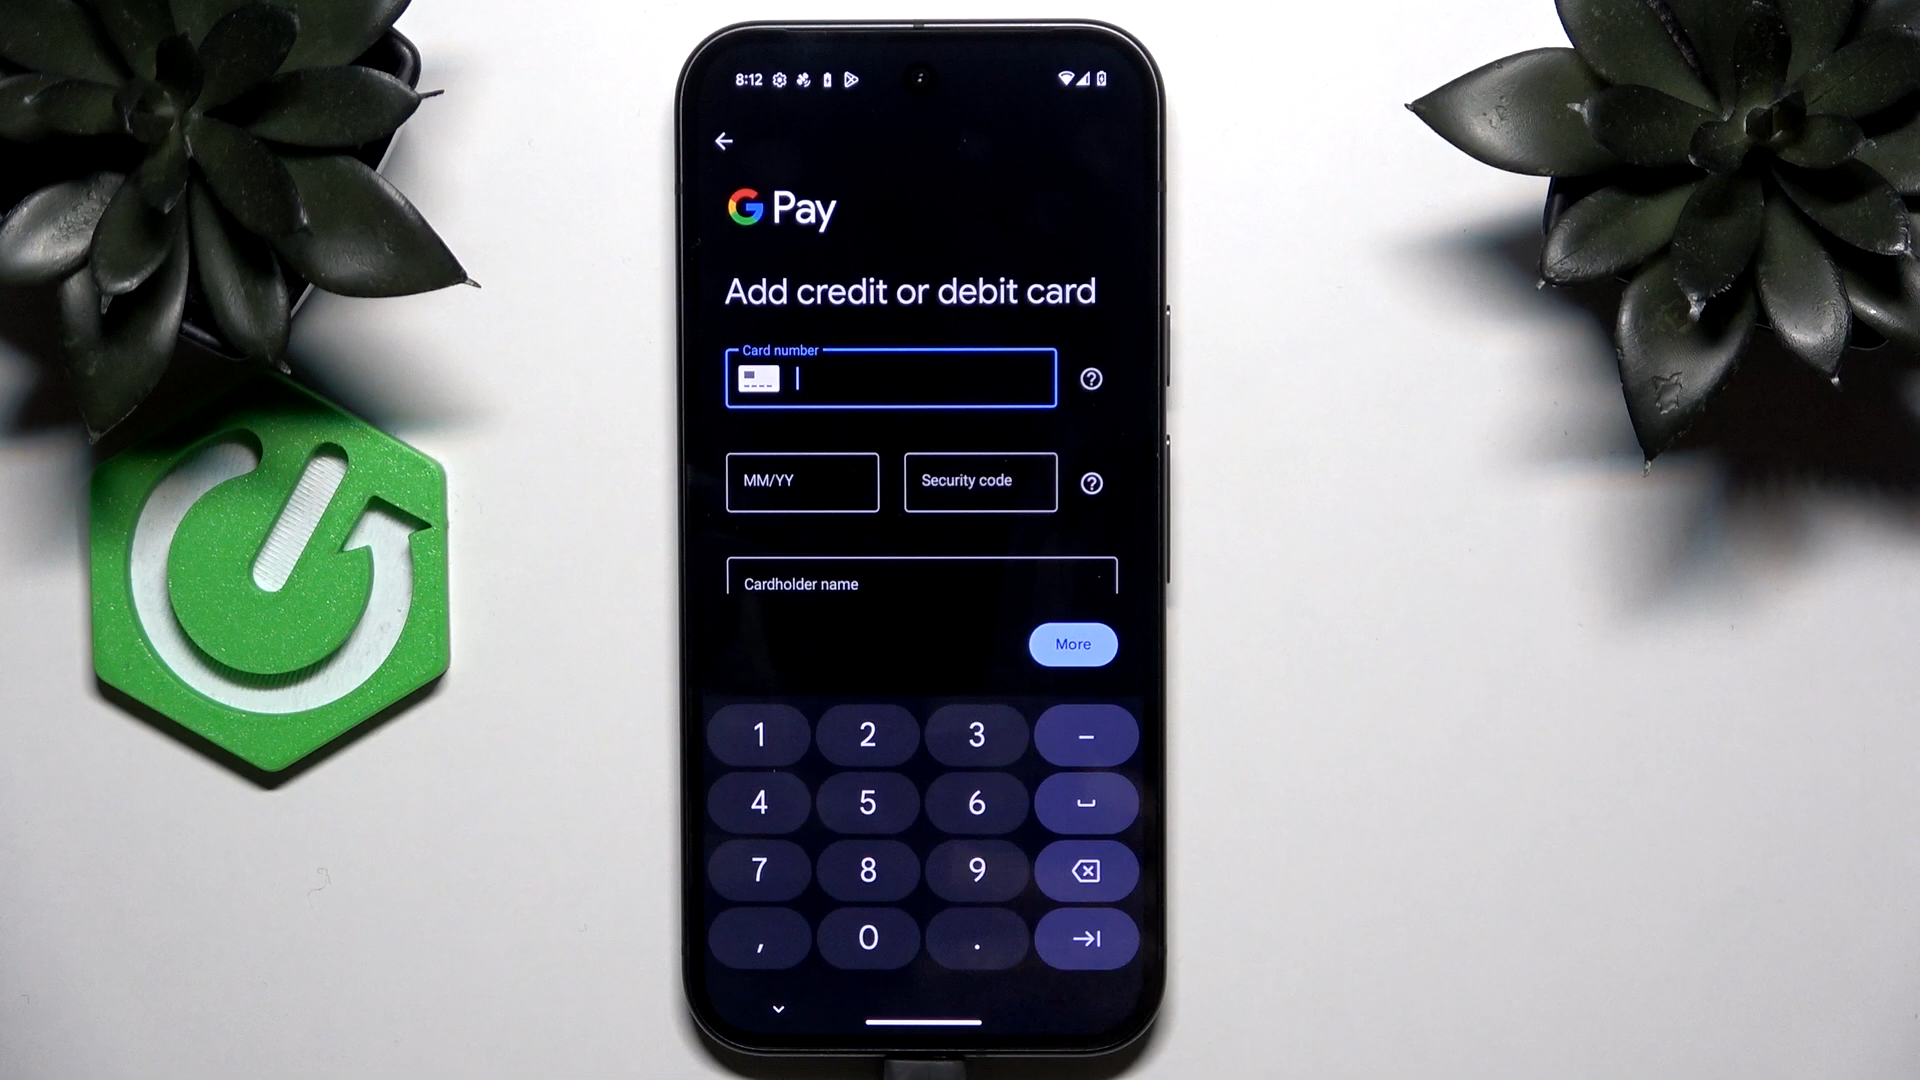 8:12
G Pay
Add credit or debit card
Card number
MM/YY
Security code
Cardholder name
More
1 2 3 –
4 5 6
7 8 9
, 0 .